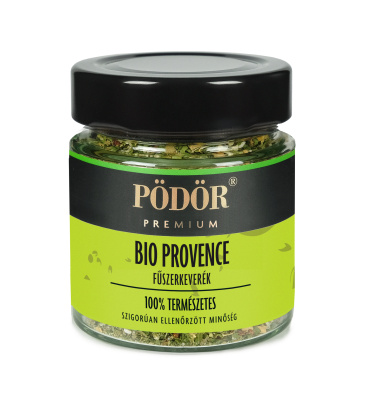 PÖDÖR®
PREMIUM
BIO PROVENCE
FŰSZERKEVERÉK
100% TERMÉSZETES
SZIGORÚAN ELLENŐRZÖTT MINŐSÉG